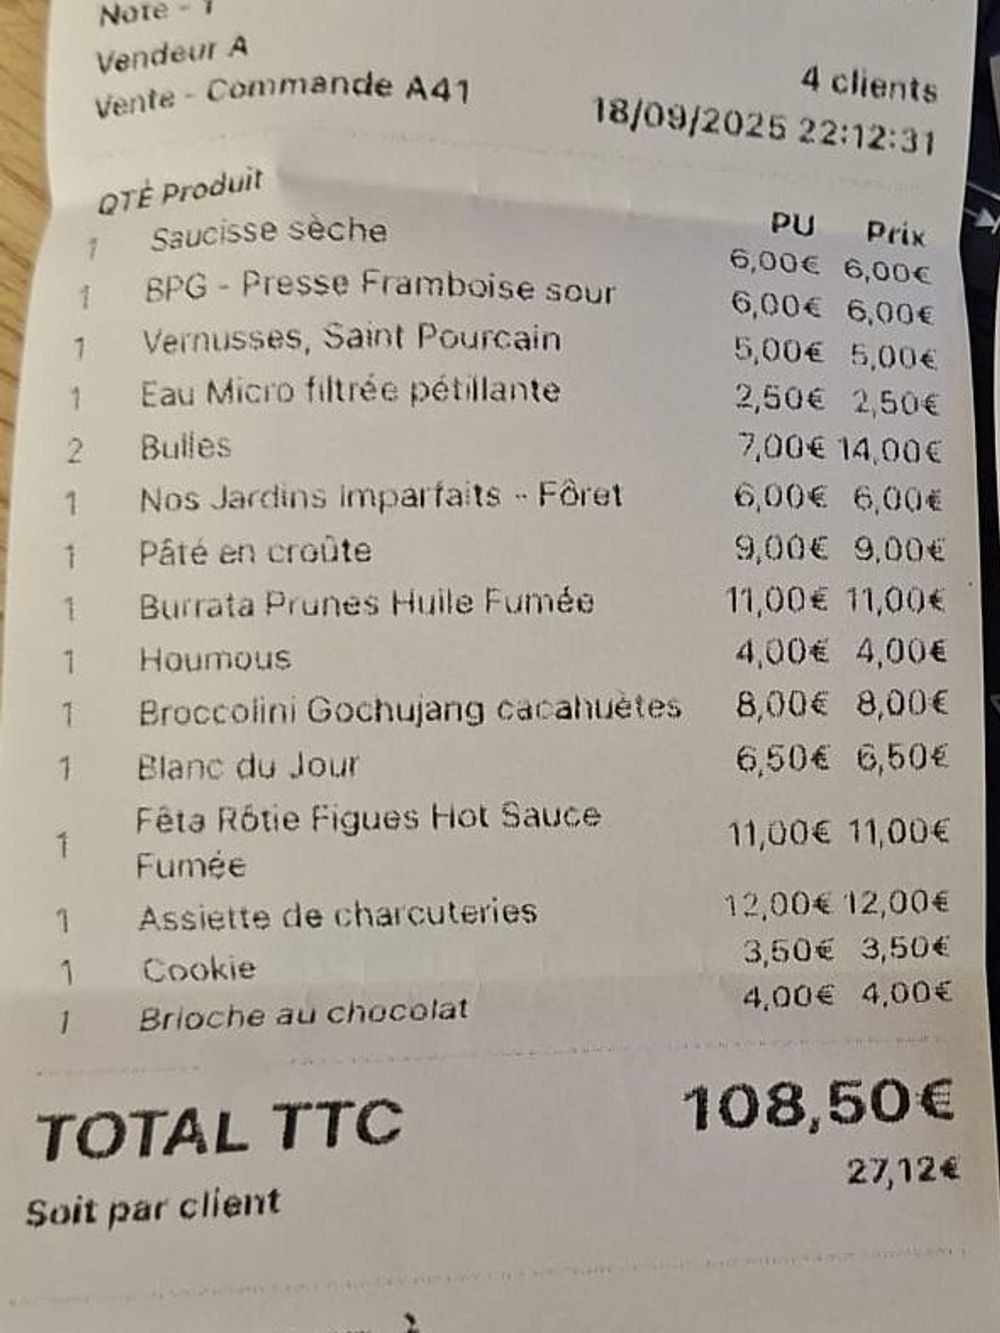 Note - 1
Vendeur A
Vente - Commande A41
4 clients
18/09/2025 22:12:31
QTÉ Produit PU Prix
1 Saucisse sèche 6,00€ 6,00€
1 BPG - Presse Framboise sour 6,00€ 6,00€
1 Vernusses, Saint Pourcain 5,00€ 5,00€
1 Eau Micro filtrée pétillante 2,50€ 2,50€
2 Bulles 7,00€ 14,00€
1 Nos Jardins imparfaits - Fôret 6,00€ 6,00€
1 Pâté en croûte 9,00€ 9,00€
1 Burrata Prunes Huile Fumée 11,00€ 11,00€
1 Houmous 4,00€ 4,00€
1 Broccolini Gochujang cacahuètes 8,00€ 8,00€
1 Blanc du Jour 6,50€ 6,50€
1 Fêta Rôtie Figues Hot Sauce 11,00€ 11,00€
Fumée
1 Assiette de charcuteries 12,00€ 12,00€
1 Cookie 3,50€ 3,50€
1 Brioche au chocolat 4,00€ 4,00€
TOTAL TTC 108,50€
Soit par client 27,12€